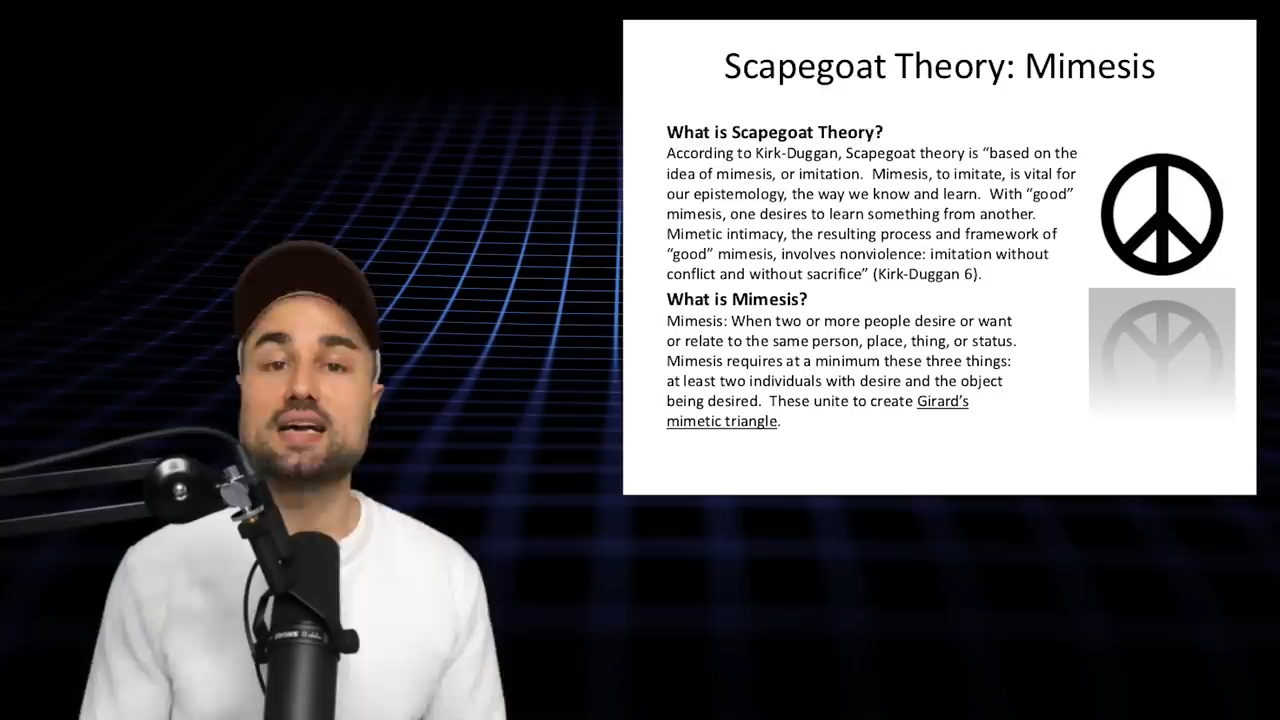 Scapegoat Theory: Mimesis
What is Scapegoat Theory?
According to Kirk-Duggan, Scapegoat theory is “based on the
idea of mimesis, or imitation.  Mimesis, to imitate, is vital for
our epistemology, the way we know and learn.  With “good”
mimesis, one desires to learn something from another.
Mimetic intimacy, the resulting process and framework of
“good” mimesis, involves nonviolence: imitation without
conflict and without sacrifice” (Kirk-Duggan 6).
What is Mimesis?
Mimesis: When two or more people desire or want
or relate to the same person, place, thing, or status.
Mimesis requires at a minimum these three things:
at least two individuals with desire and the object
being desired.  These unite to create Girard’s
mimetic triangle.